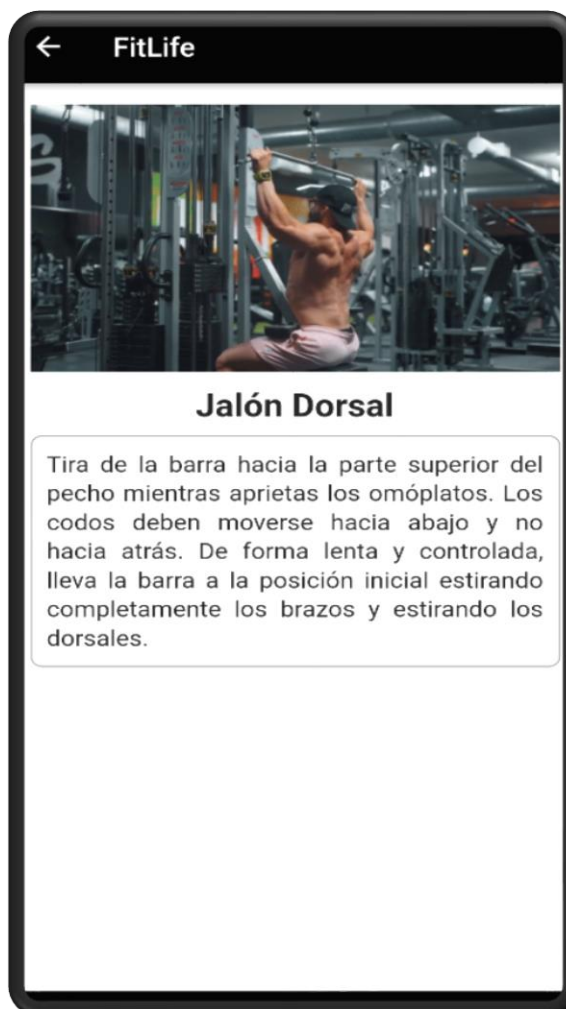 FitLife
Jalón Dorsal
Tira de la barra hacia la parte superior del
pecho mientras aprietas los omóplatos. Los
codos deben moverse hacia abajo y no
hacia atrás. De forma lenta y controlada,
lleva la barra a la posición inicial estirando
completamente los brazos y estirando los
dorsales.